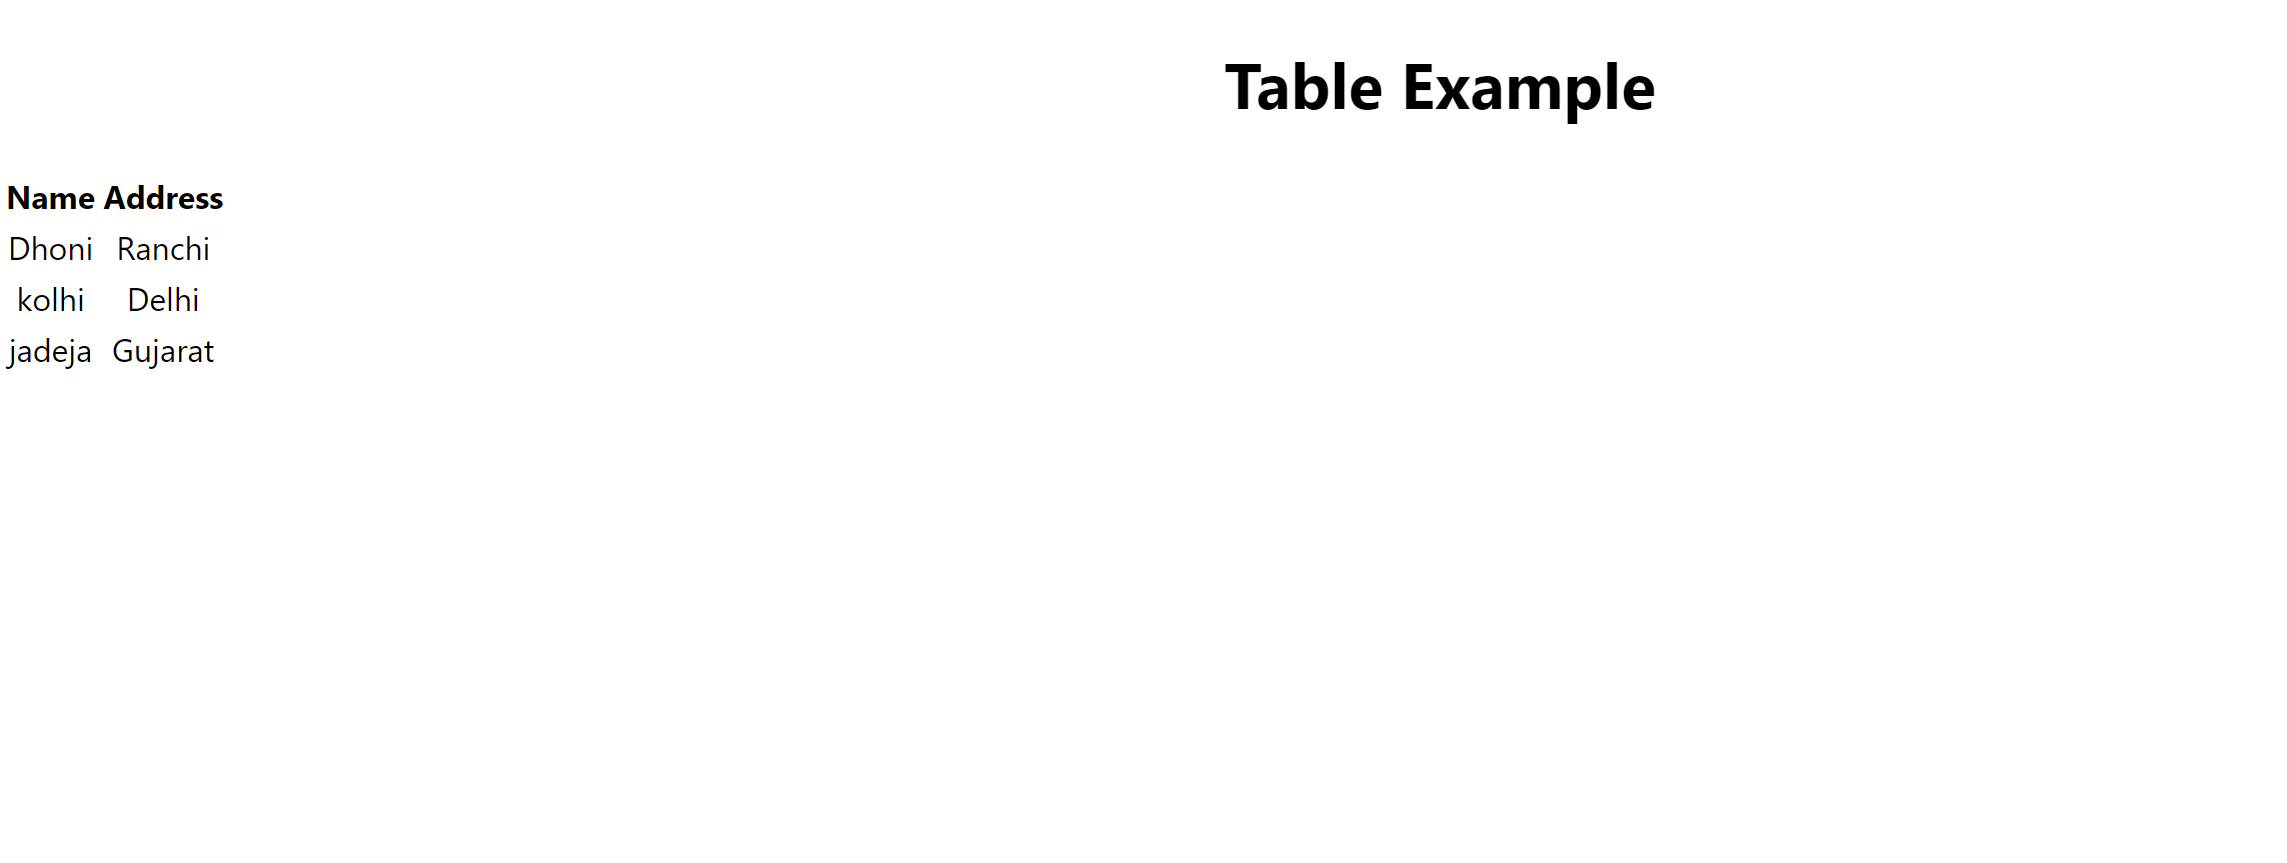 Table Example
Name Address
Dhoni Ranchi
kolhi Delhi
jadeja Gujarat